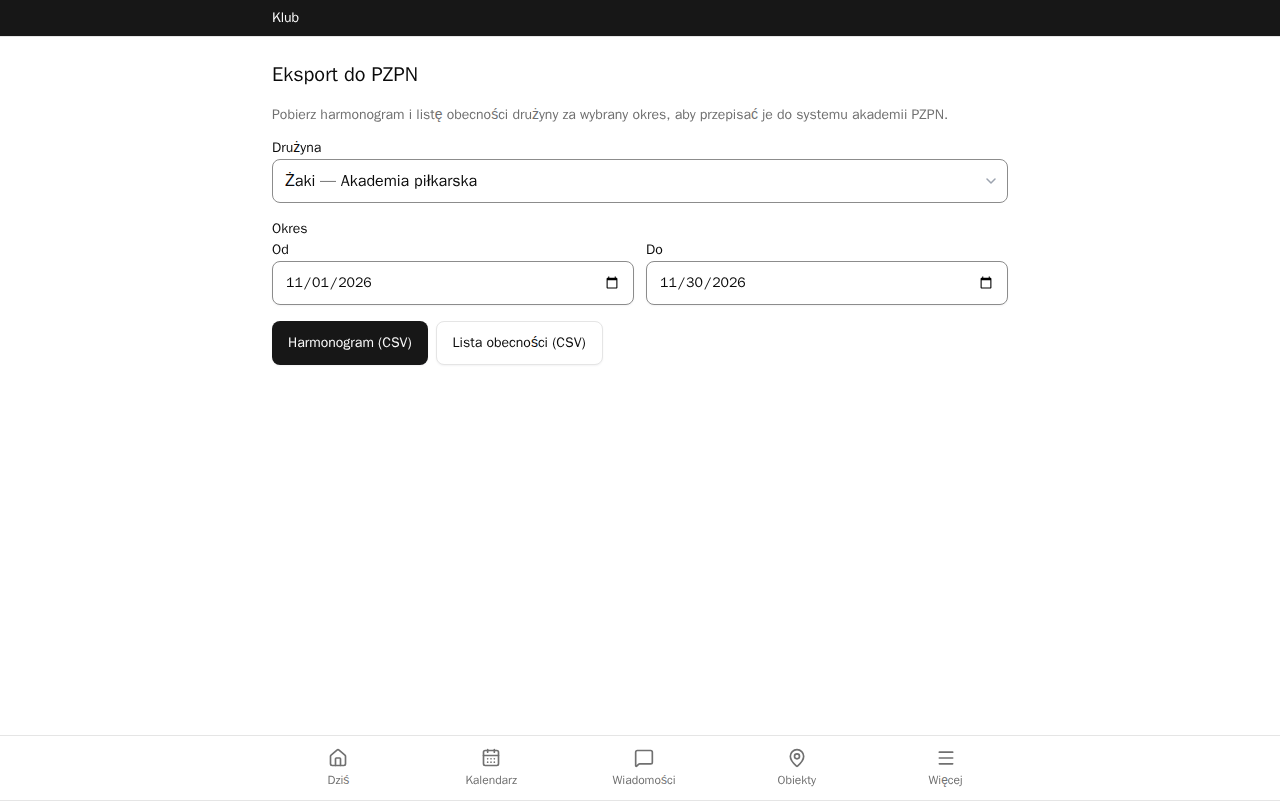 Klub
Eksport do PZPN
Pobierz harmonogram i listę obecności drużyny za wybrany okres, aby przepisać je do systemu akademii PZPN.
Drużyna
Żaki — Akademia piłkarska
Okres
Od
Do
11/01/2026
11/30/2026
Harmonogram (CSV)
Lista obecności (CSV)
Dziś
Kalendarz
Wiadomości
Obiekty
Więcej